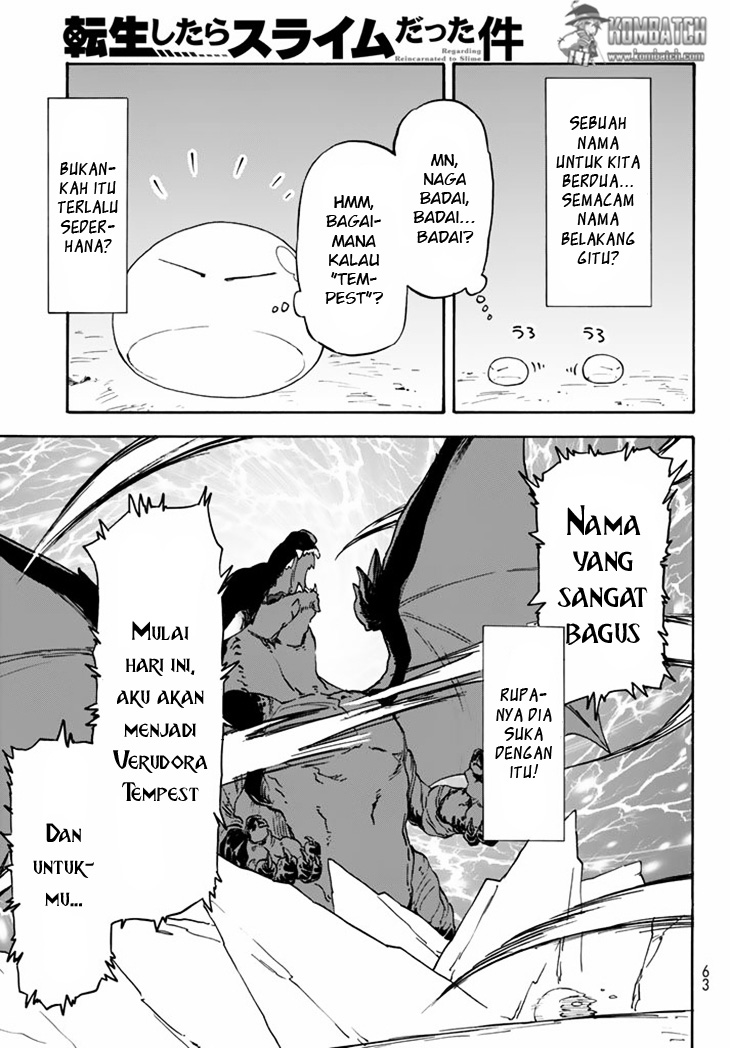 転生したらスライムだった件
Regarding
Reincarnated to Slime
KOMBATCH
www.kombatch.com
SEBUAH
NAMA
UNTUK KITA
BERDUA...
SEMACAM
NAMA
BELAKANG
GITU?
うろ
うろ
MN,
NAGA
BADAI,
BADAI...
BADAI?
HMM,
BAGAI-
MANA
KALAU
"TEM-
PEST"?
BUKAN-
KAH ITU
TERLALU
SEDER-
HANA?
NAMA
YANG
SANGAT
BAGUS
RUPA-
NYA DIA
SUKA
DENGAN
ITU!
MULAI
HARI INI,
AKU AKAN
MENJADI
VERUDORA
TEMPEST
DAN
UNTUK-
MU...
63